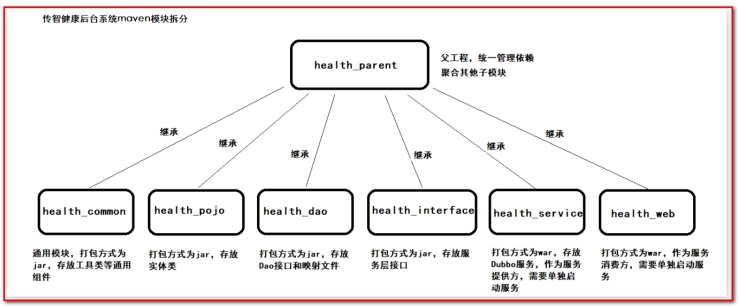 传智健康后台系统maven模块拆分
health_parent
父工程，统一管理依赖
聚合其他子模块
继承
继承
继承
继承
继承
继承
health_common
health_pojo
health_dao
health_interface
health_service
health_web
通用模块，打包方式为
jar，存放工具类等通用
组件
打包方式为jar，存放
实体类
打包方式为jar，存放
Dao接口和映射文件
打包方式为jar，存放服
务层接口
打包方式为war，存放
Dubbo服务，作为服务
提供方，需要单独启
动服务
打包方式为war，作为服务
消费方，需要单独启动服
务